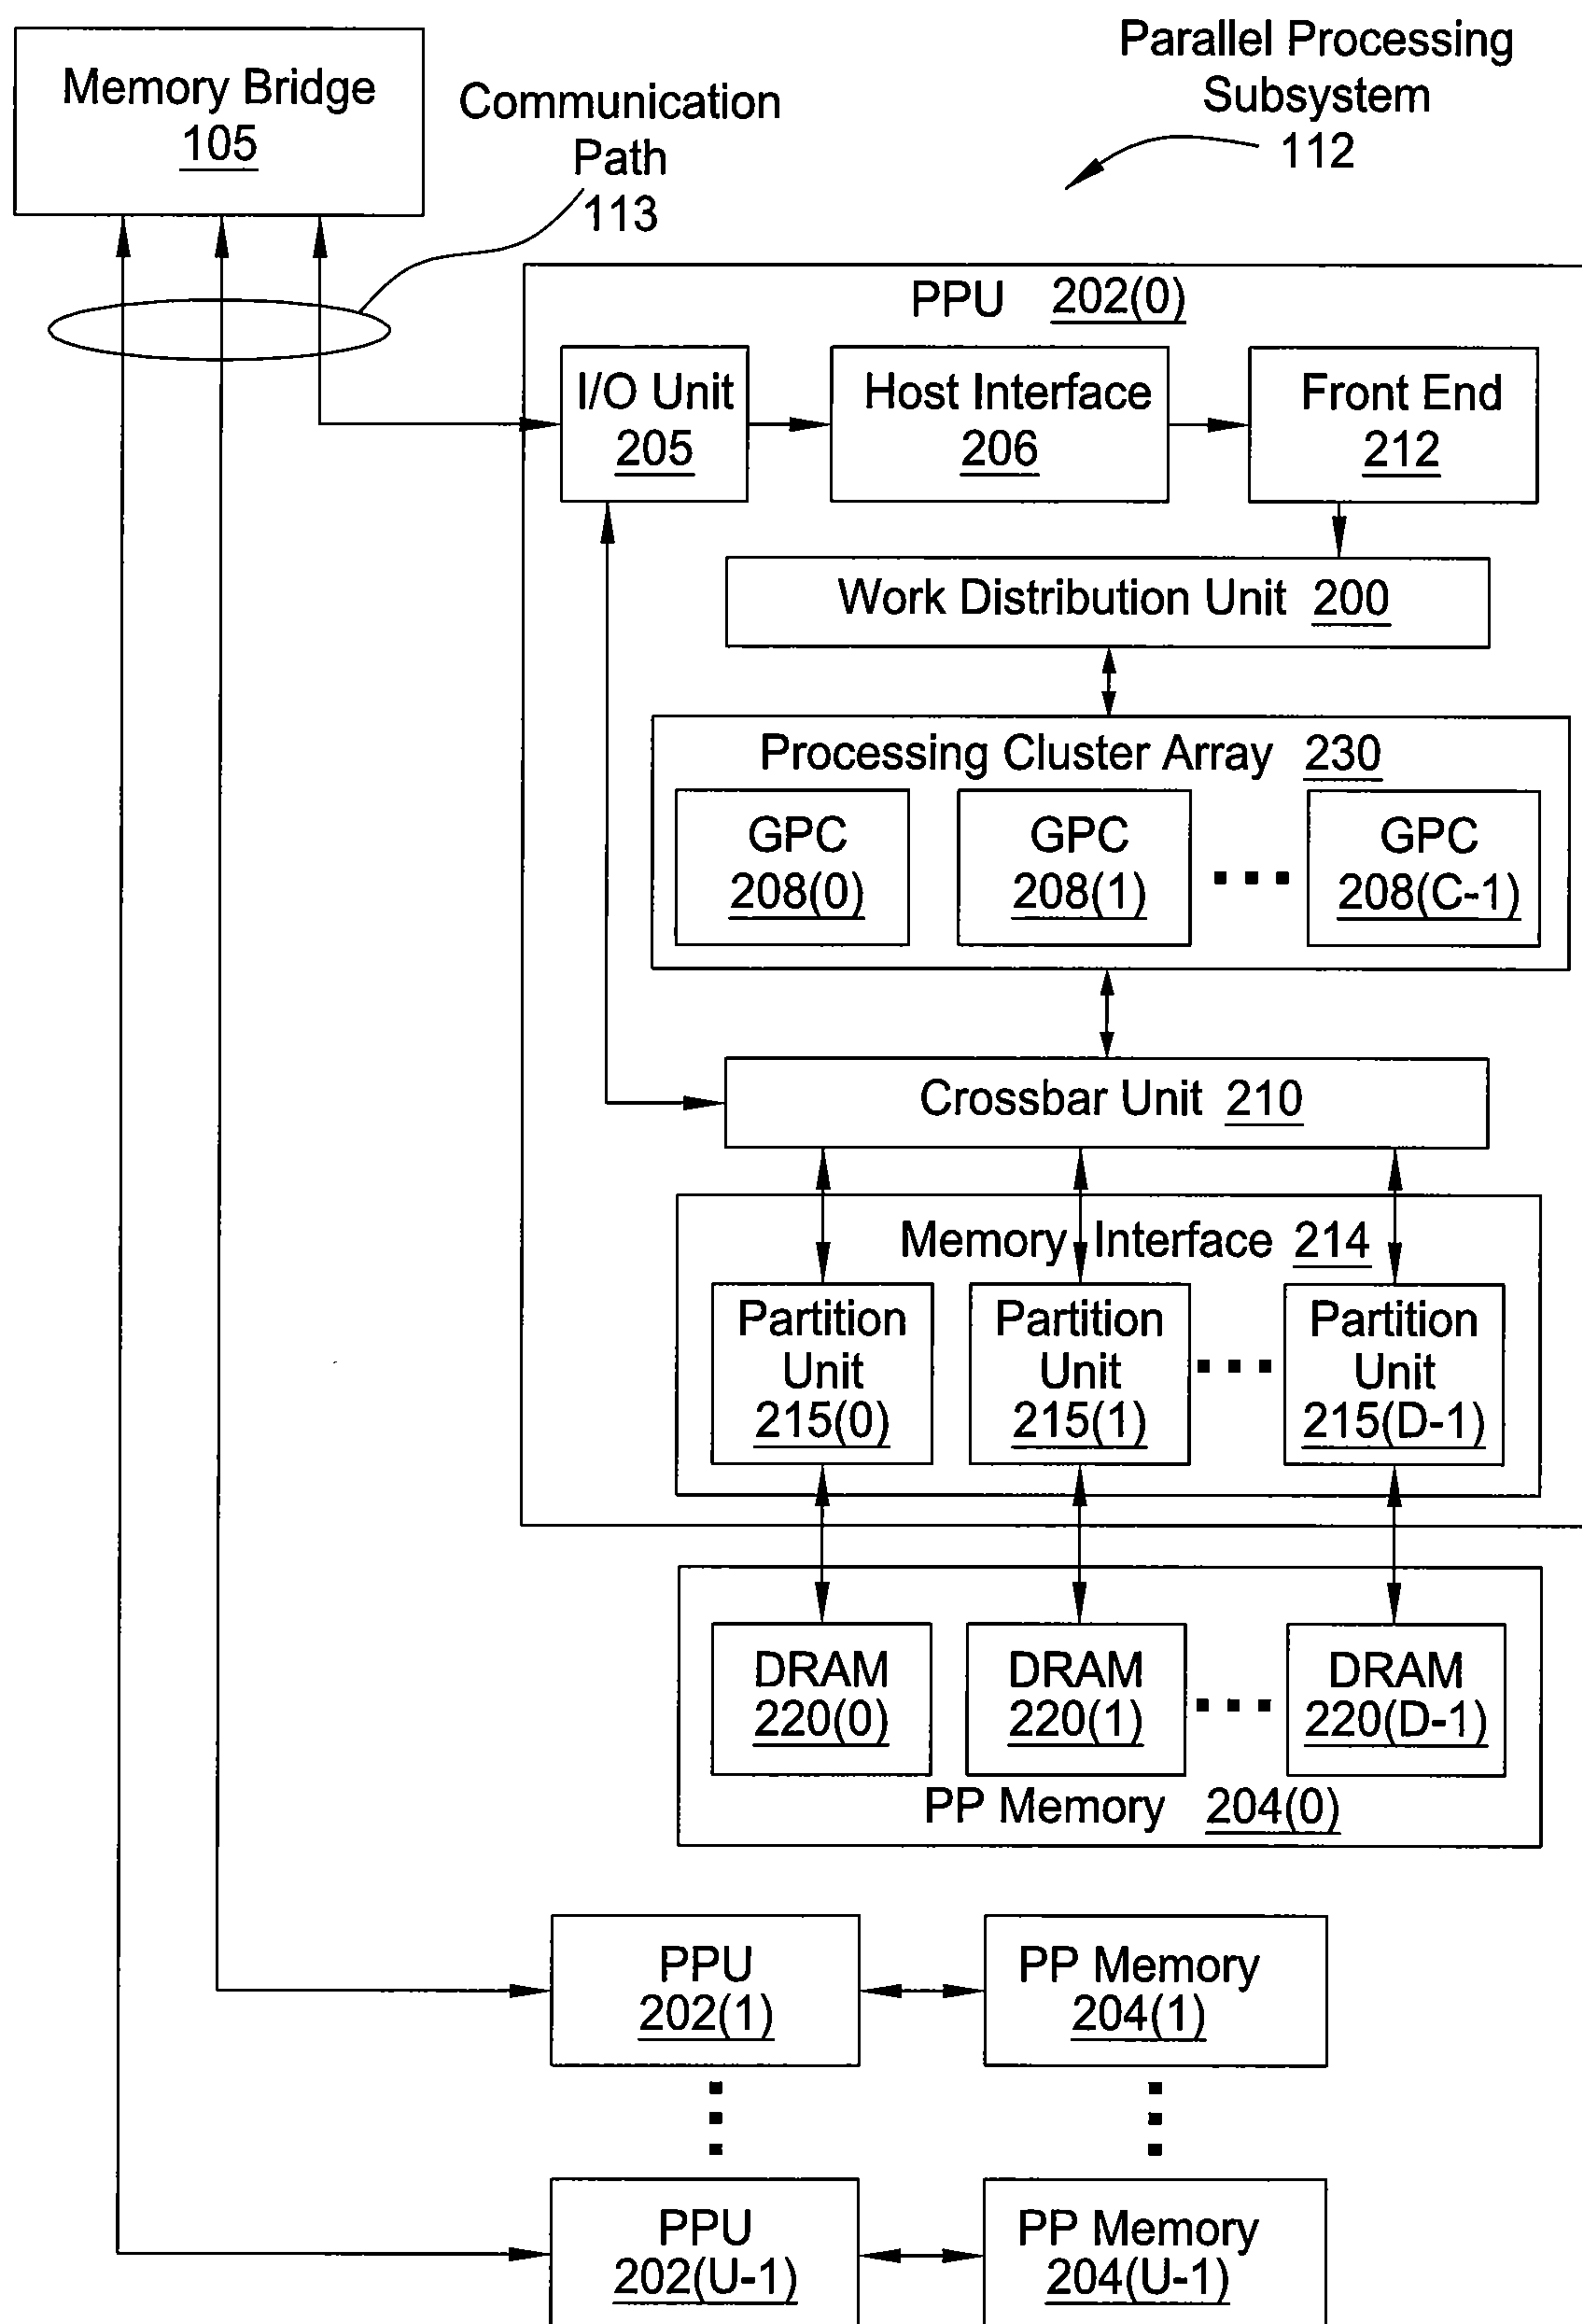 Memory Bridge
105
Communication
Path
113
Parallel Processing
Subsystem
112
PPU 202(0)
I/O Unit
205
Host Interface
206
Front End
212
Work Distribution Unit 200
Processing Cluster Array 230
GPC
208(0)
GPC
208(1)
GPC
208(C-1)
Crossbar Unit 210
Memory Interface 214
Partition
Unit
215(0)
Partition
Unit
215(1)
Partition
Unit
215(D-1)
DRAM
220(0)
DRAM
220(1)
DRAM
220(D-1)
PP Memory 204(0)
PPU
202(1)
PP Memory
204(1)
PPU
202(U-1)
PP Memory
204(U-1)